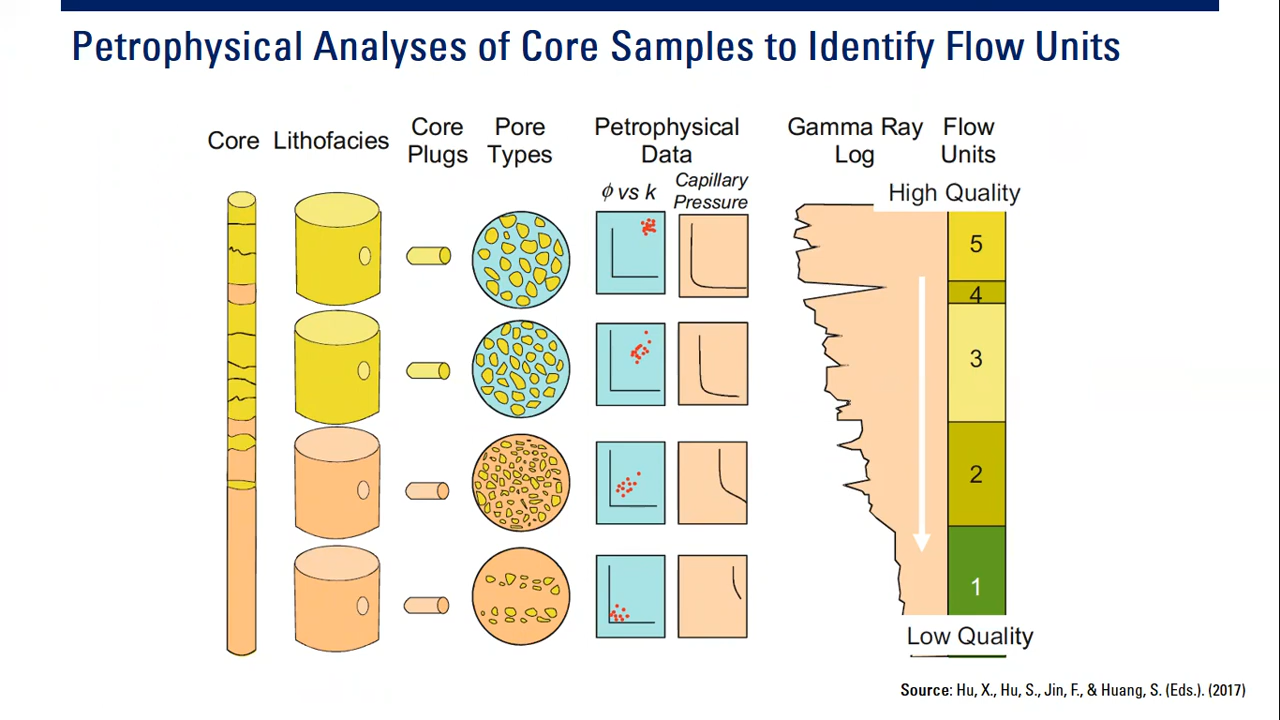 Petrophysical Analyses of Core Samples to Identify Flow Units
Core
Lithofacies
Core
Plugs
Pore
Types
Petrophysical
Data
ϕ vs k
Capillary
Pressure
Gamma Ray
Log
Flow
Units
High Quality
5
4
3
2
1
Low Quality
Source: Hu, X., Hu, S., Jin, F., & Huang, S. (Eds.). (2017)